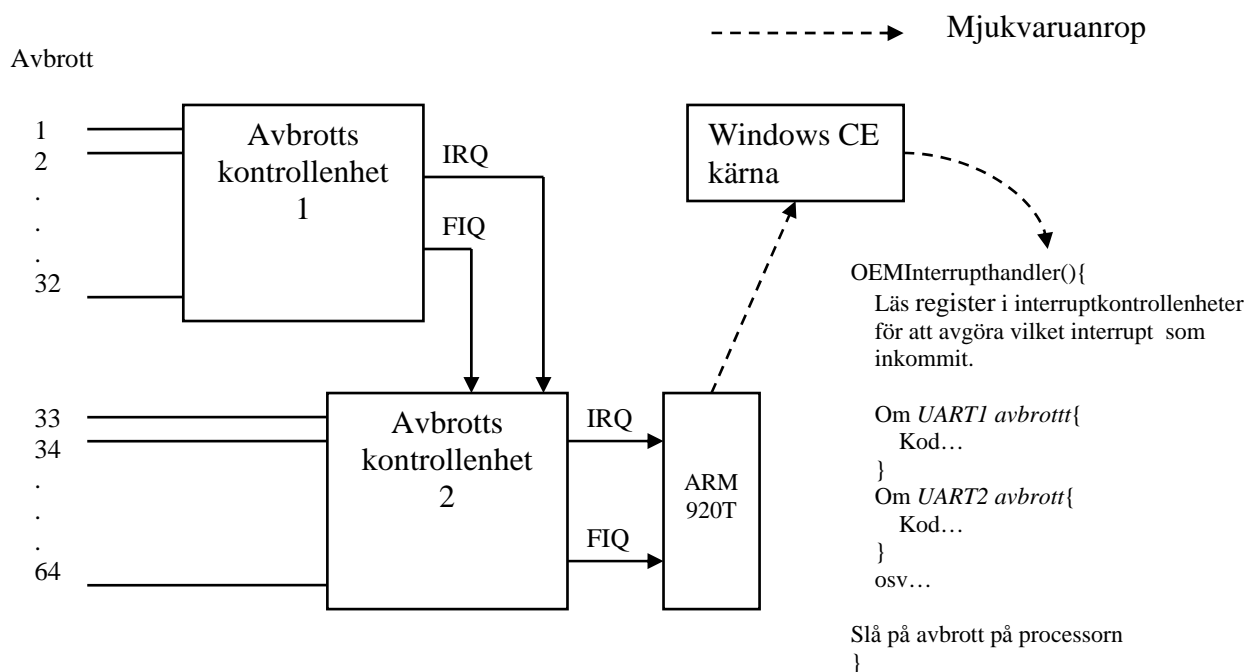 Mjukvaruanrop
Avbrott
1
2
.
.
.
32
Avbrotts
kontrollenhet
1
IRQ
FIQ
Windows CE
kärna
33
34
.
.
.
64
Avbrotts
kontrollenhet
2
IRQ
FIQ
ARM
920T
OEMInterrupthandler(){
Läs register i interruptkontrollenheter
för att avgöra vilket interrupt som
inkommit.
Om UART1 avbrottt{
Kod…
}
Om UART2 avbrott{
Kod…
}
osv…
Slå på avbrott på processorn
}